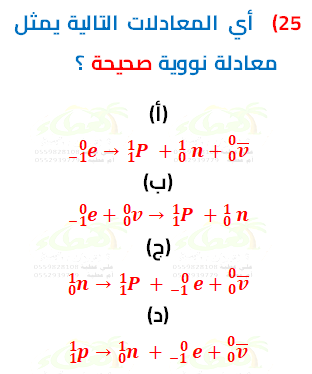 25) أي المعادلات التالية يمثل
معادلة نووية صحيحة ؟
(أ)
$^{0}_{-1}e \rightarrow {}^{1}_{1}P + {}^{1}_{0}n + {}^{0}_{0}\overline{v}$
(ب)
$^{0}_{-1}e + {}^{0}_{0}v \rightarrow {}^{1}_{1}P + {}^{1}_{0}n$
(ج)
$^{1}_{0}n \rightarrow {}^{1}_{1}P + {}^{0}_{-1}e + {}^{0}_{0}\overline{v}$
(د)
$^{1}_{1}p \rightarrow {}^{1}_{0}n + {}^{0}_{-1}e + {}^{0}_{0}\overline{v}$